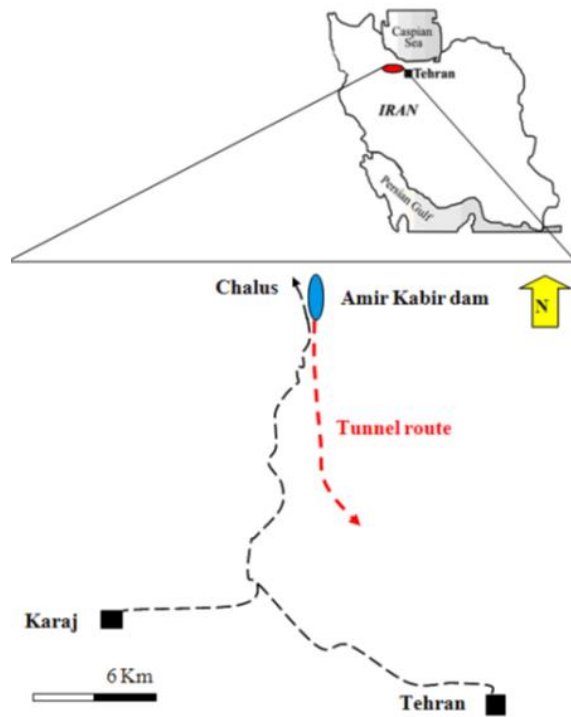 Caspian
Sea
Tehran
IRAN
Persian Gulf
Chalus
Amir Kabir dam
N
Tunnel route
Karaj
6 Km
Tehran